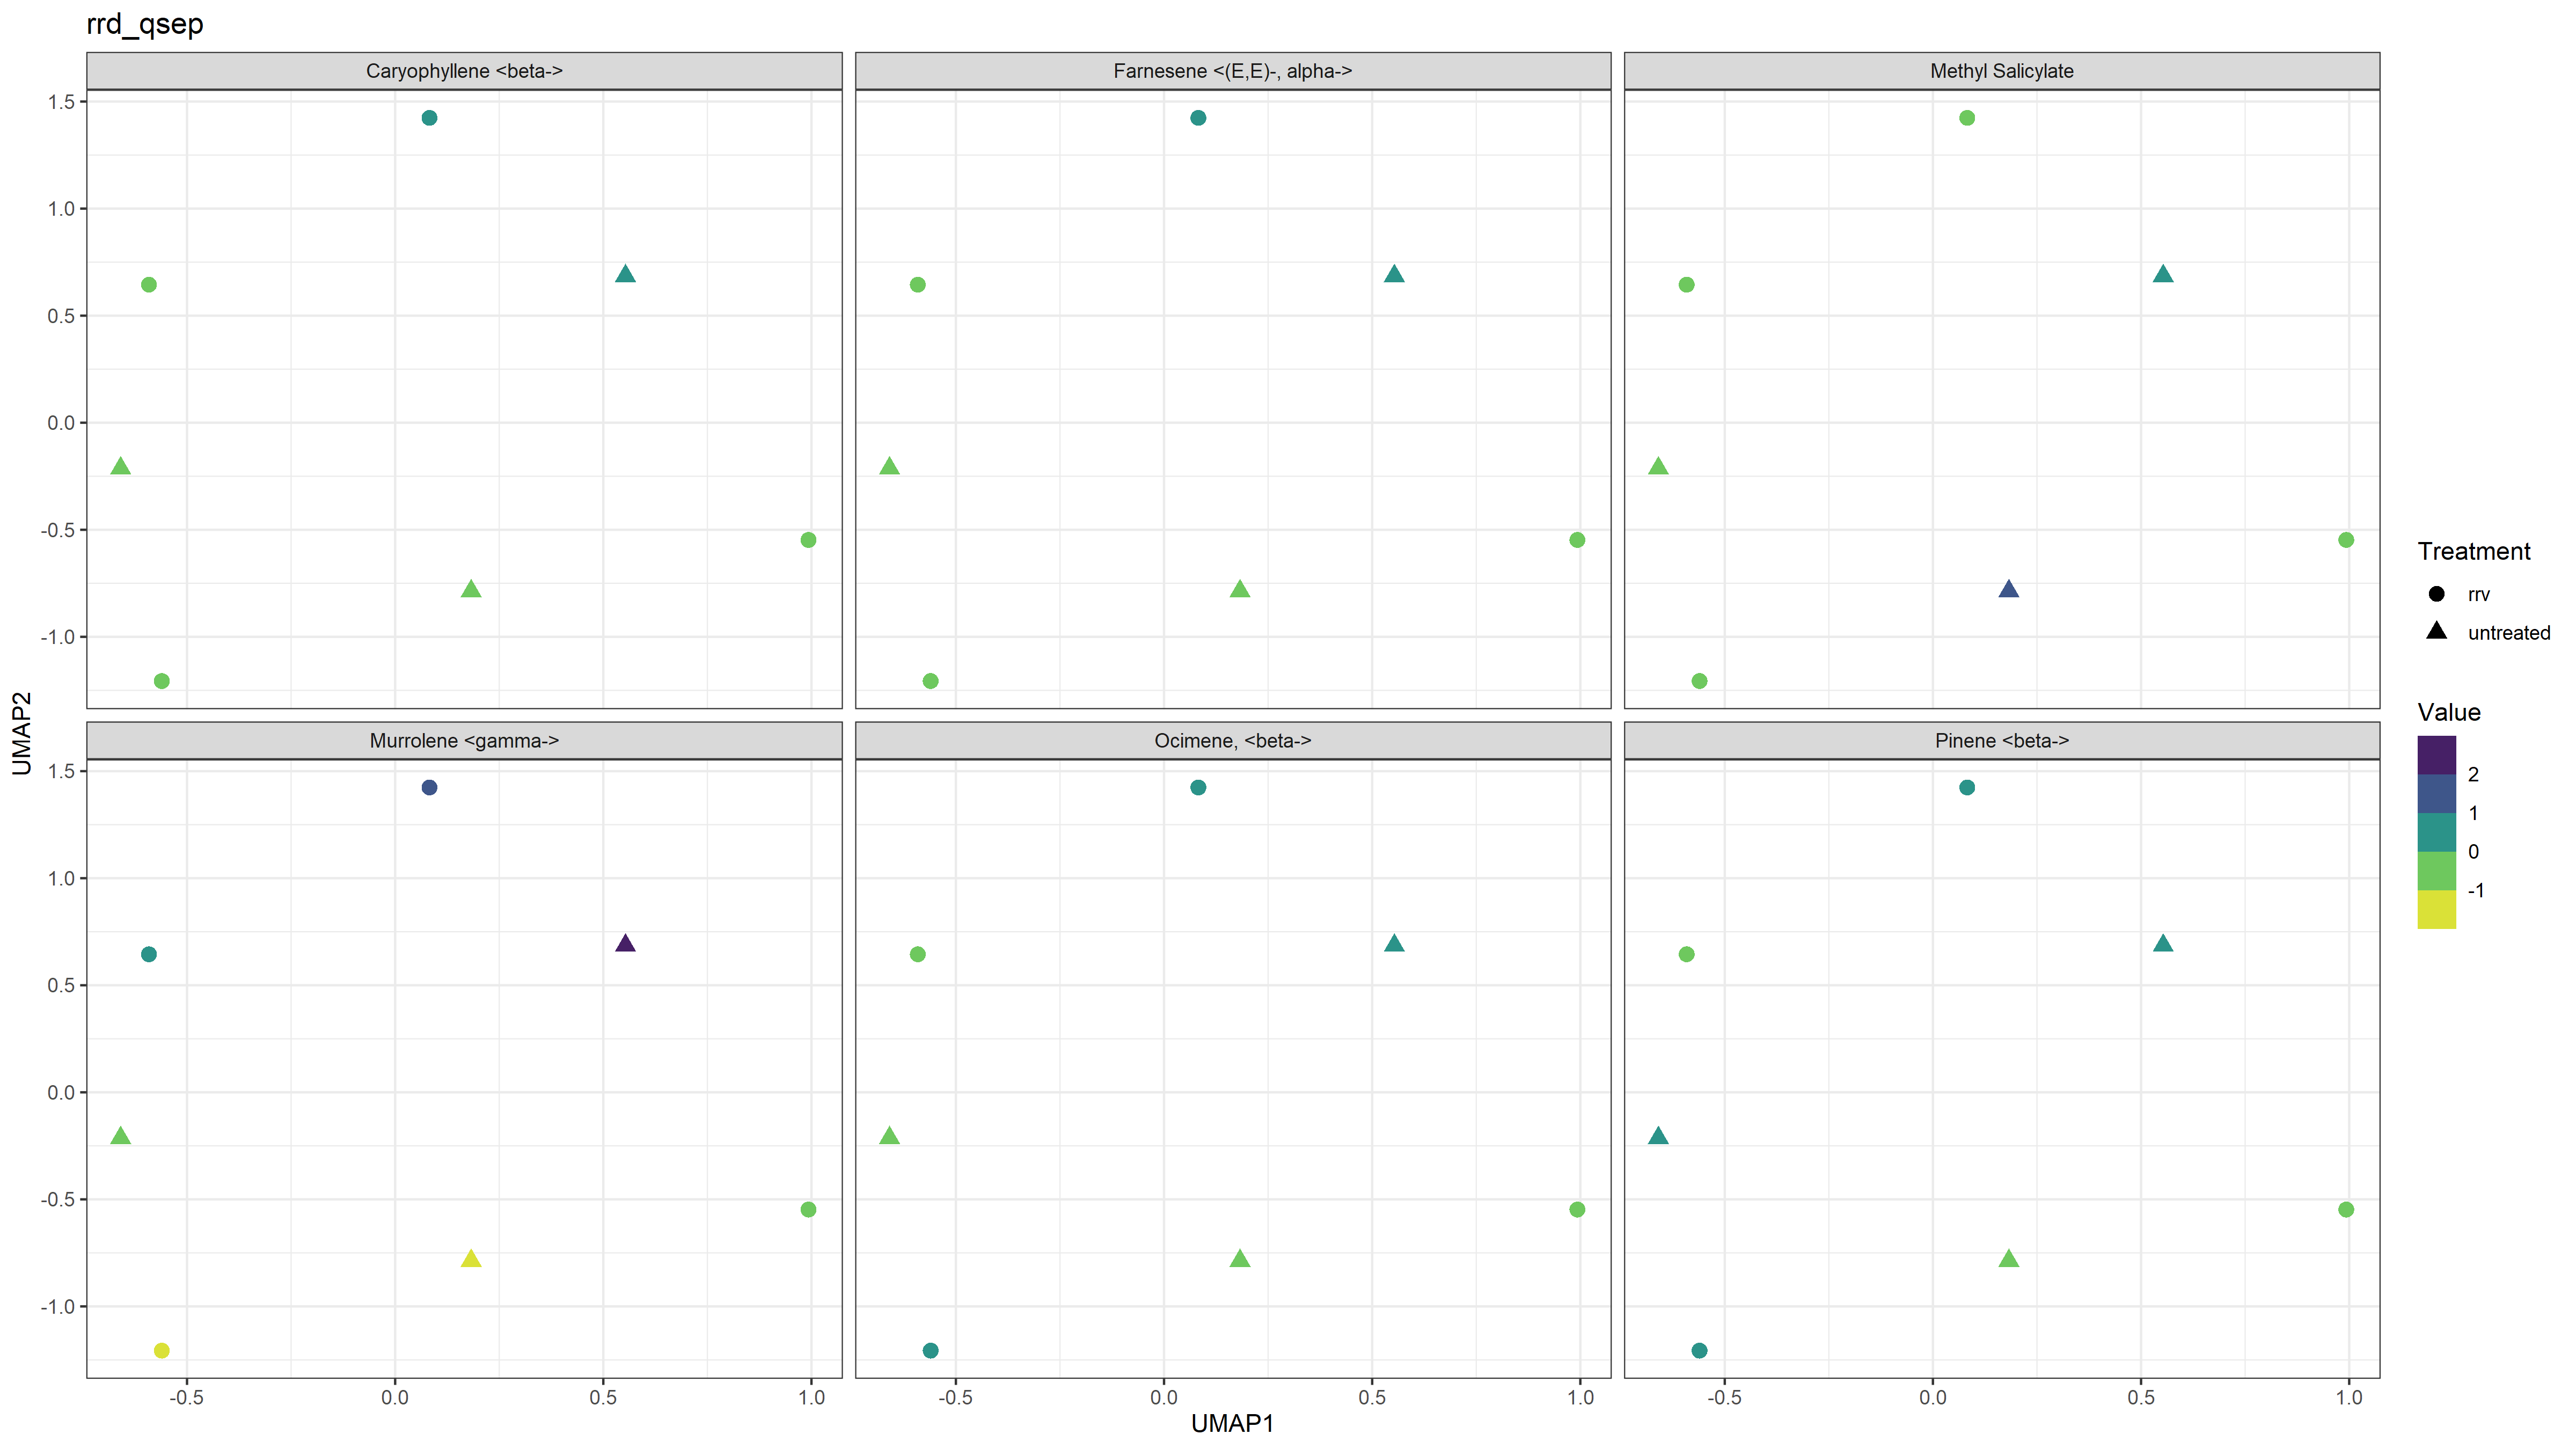 rrd_qsep
Caryophyllene <beta->
Farnesene <(E,E)-, alpha->
Methyl Salicylate
1.5
1.0
0.5
0.0
-0.5
-1.0
Murrolene <gamma->
Ocimene, <beta->
Pinene <beta->
1.5
1.0
0.5
0.0
-0.5
-1.0
-0.5 0.0 0.5 1.0
-0.5 0.0 0.5 1.0
-0.5 0.0 0.5 1.0
UMAP1
UMAP2
Treatment
rrv
untreated
Value
2
1
0
-1